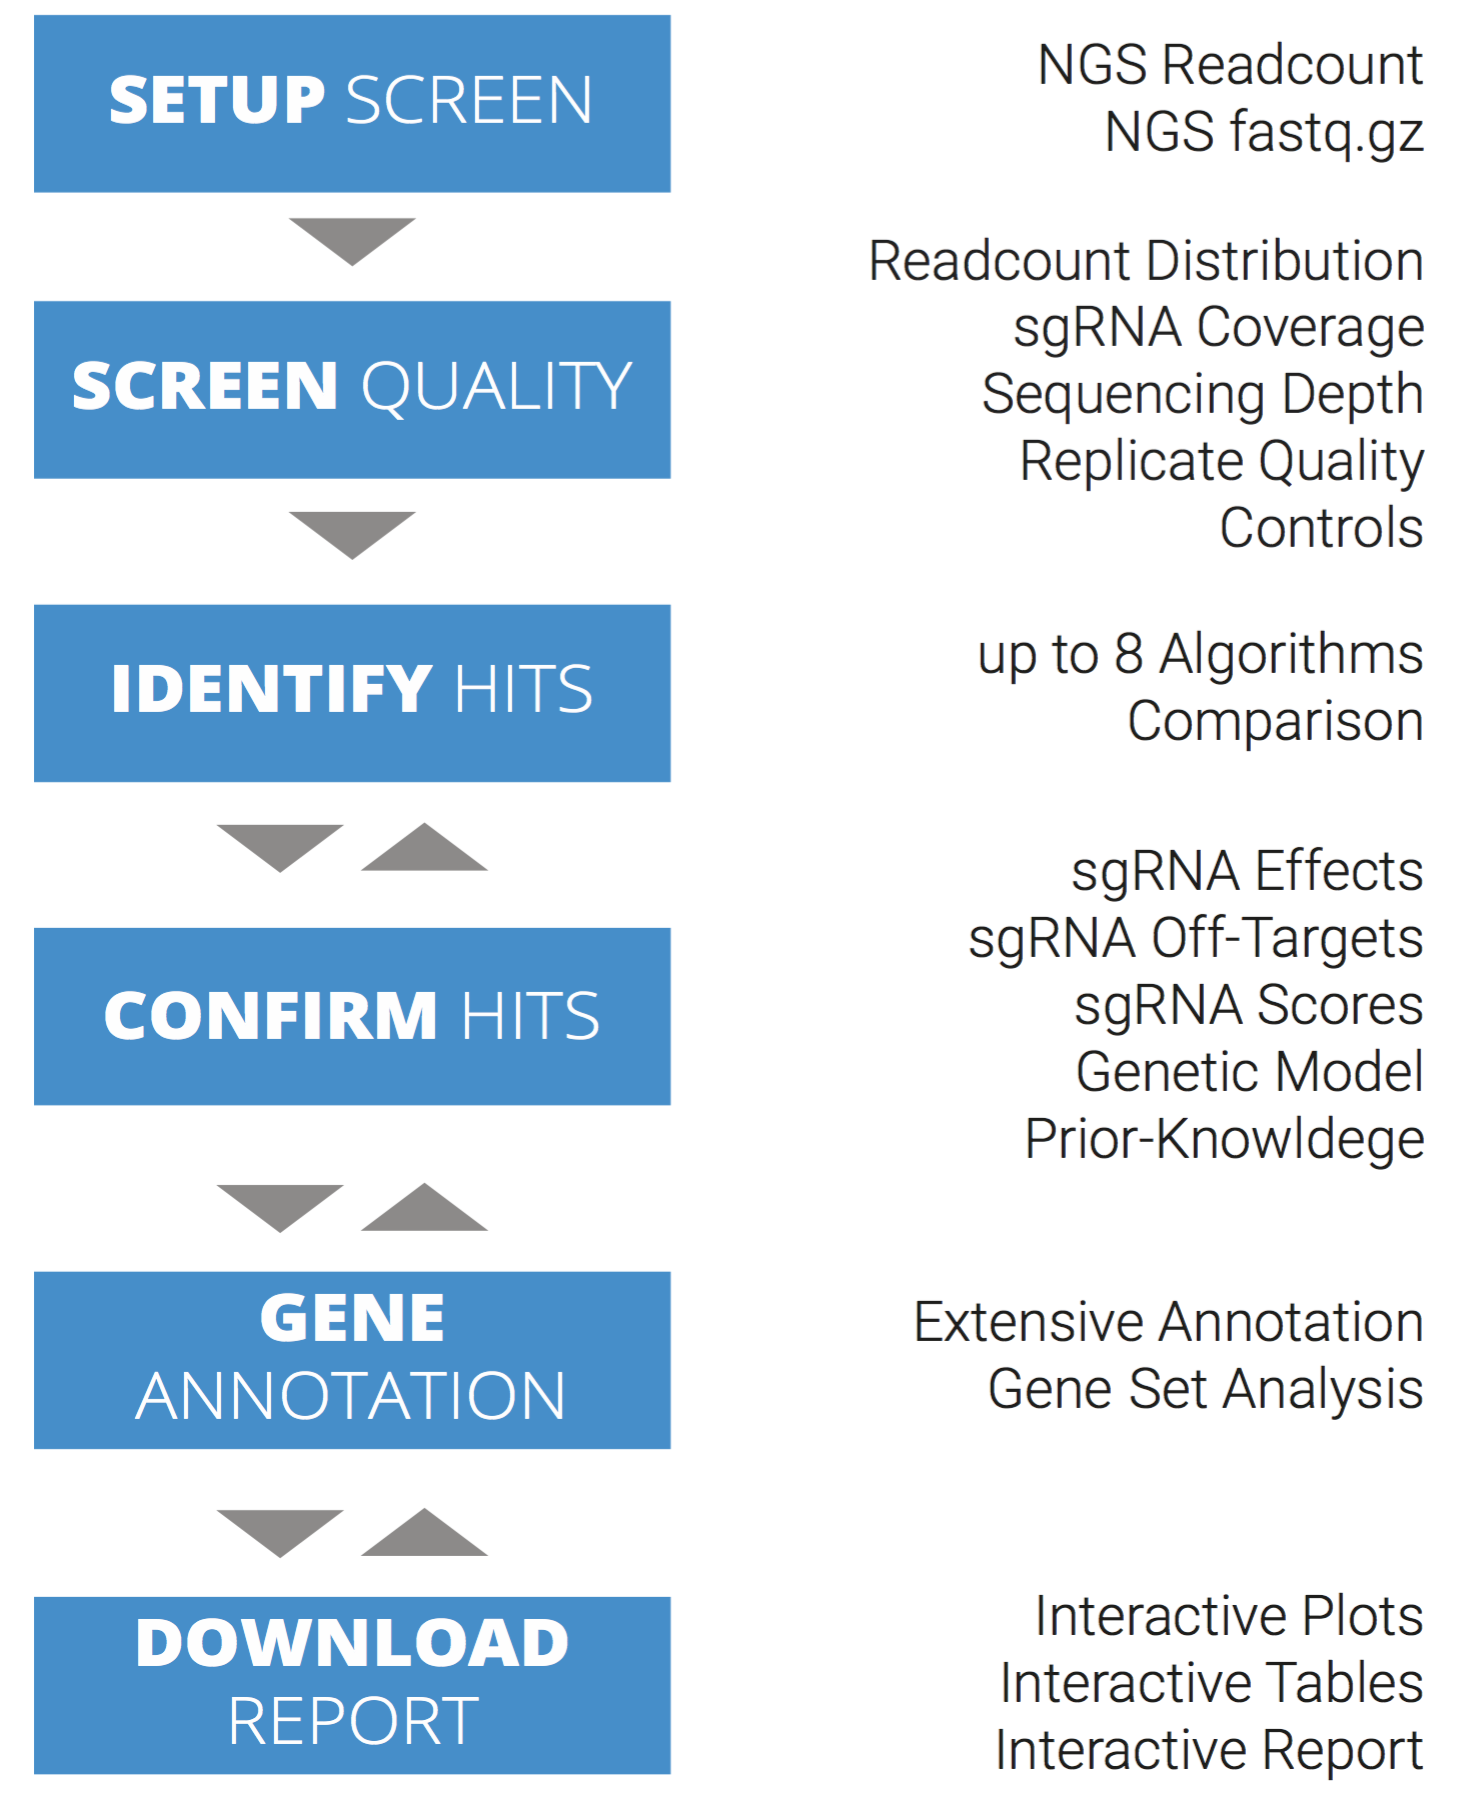 SETUP SCREEN
NGS Readcount
NGS fastq.gz
SCREEN QUALITY
Readcount Distribution
sgRNA Coverage
Sequencing Depth
Replicate Quality
Controls
IDENTIFY HITS
up to 8 Algorithms
Comparison
CONFIRM HITS
sgRNA Effects
sgRNA Off-Targets
sgRNA Scores
Genetic Model
Prior-Knowldege
GENE
ANNOTATION
Extensive Annotation
Gene Set Analysis
DOWNLOAD
REPORT
Interactive Plots
Interactive Tables
Interactive Report